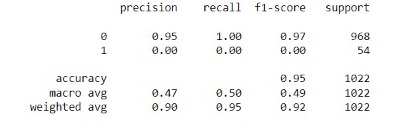 precision recall f1-score support
0 0.95 1.00 0.97 968
1 0.00 0.00 0.00 54
accuracy 0.95 1022
macro avg 0.47 0.50 0.49 1022
weighted avg 0.90 0.95 0.92 1022